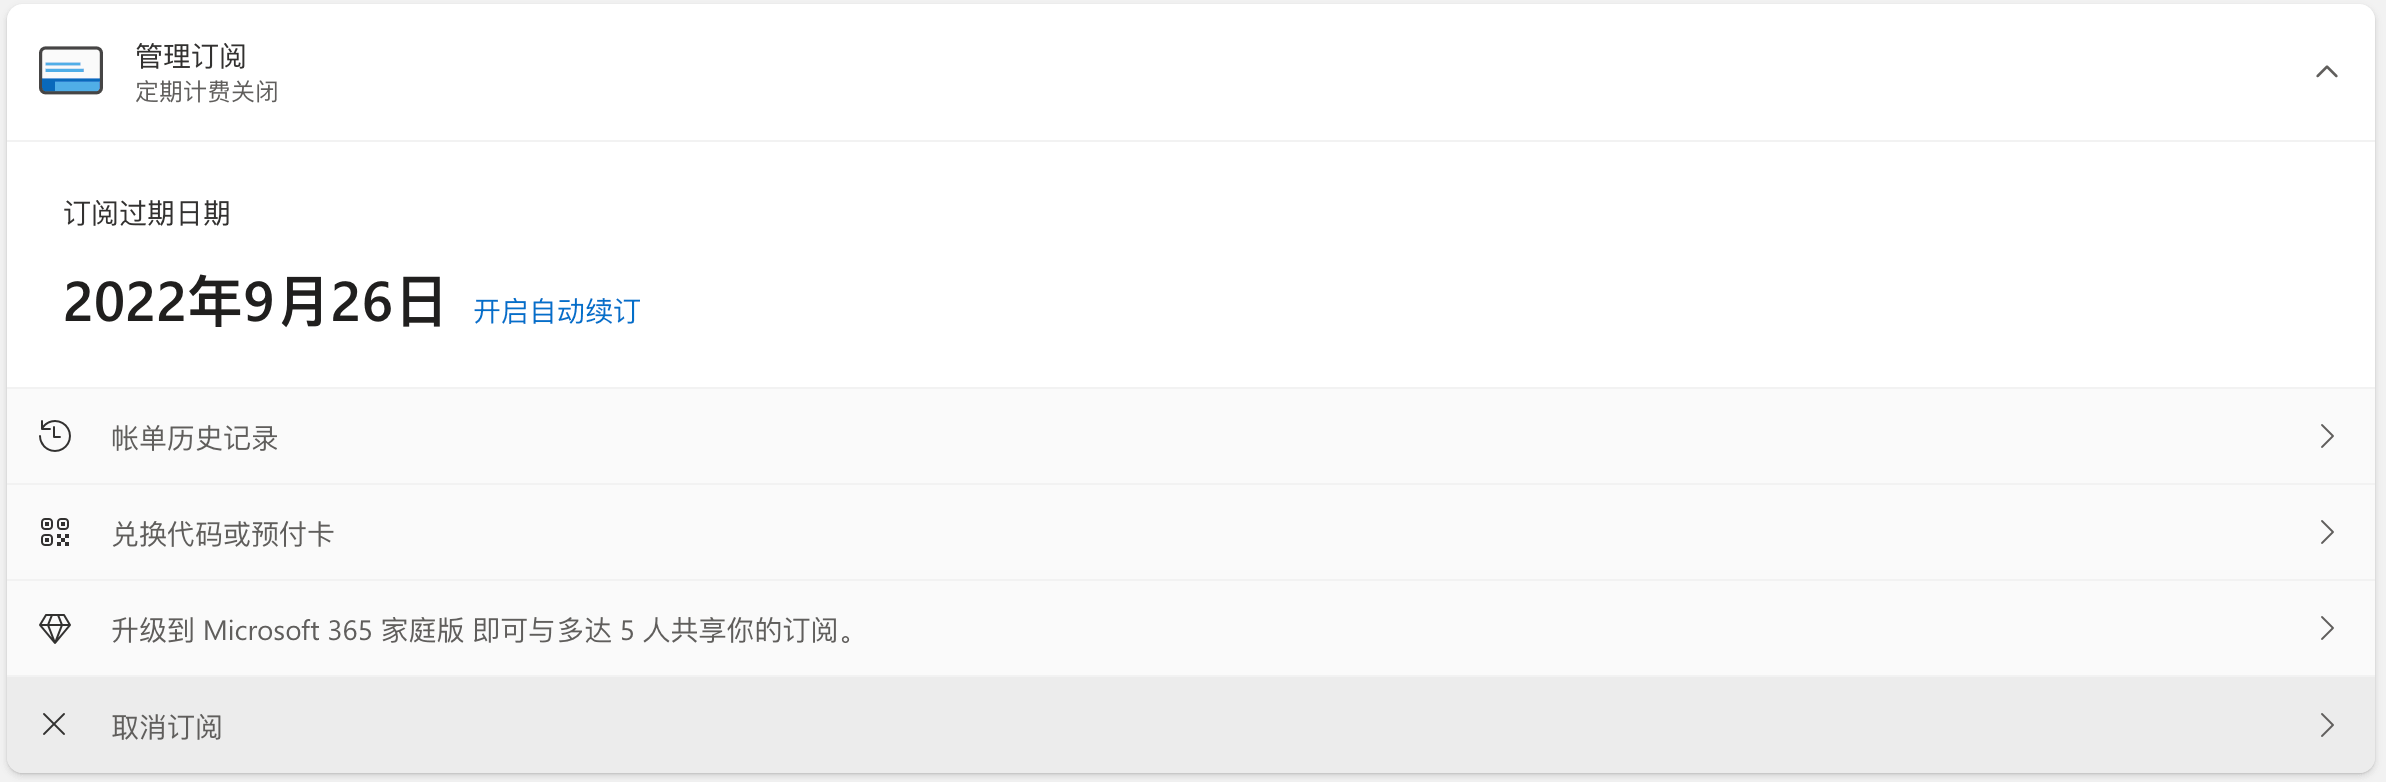 管理订阅
定期计费关闭
订阅过期日期
2022年9月26日 开启自动续订
帐单历史记录
兑换代码或预付卡
升级到 Microsoft 365 家庭版 即可与多达 5 人共享你的订阅。
取消订阅